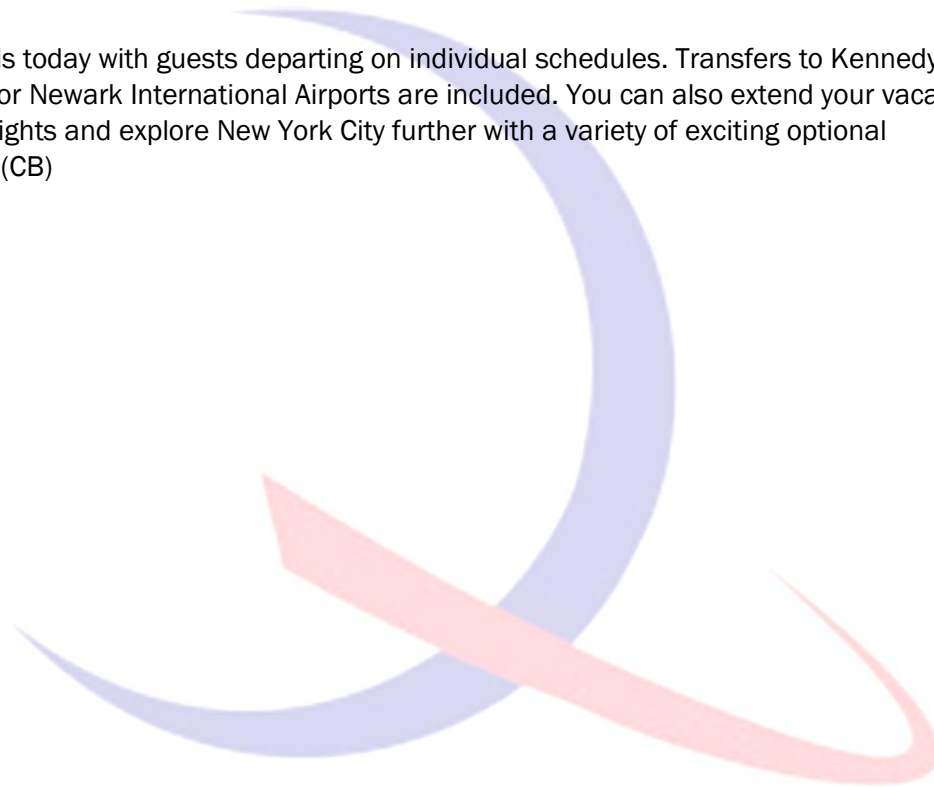 ls today with guests departing on individual schedules. Transfers to Kennedy
or Newark International Airports are included. You can also extend your vaca
ights and explore New York City further with a variety of exciting optional
(CB)